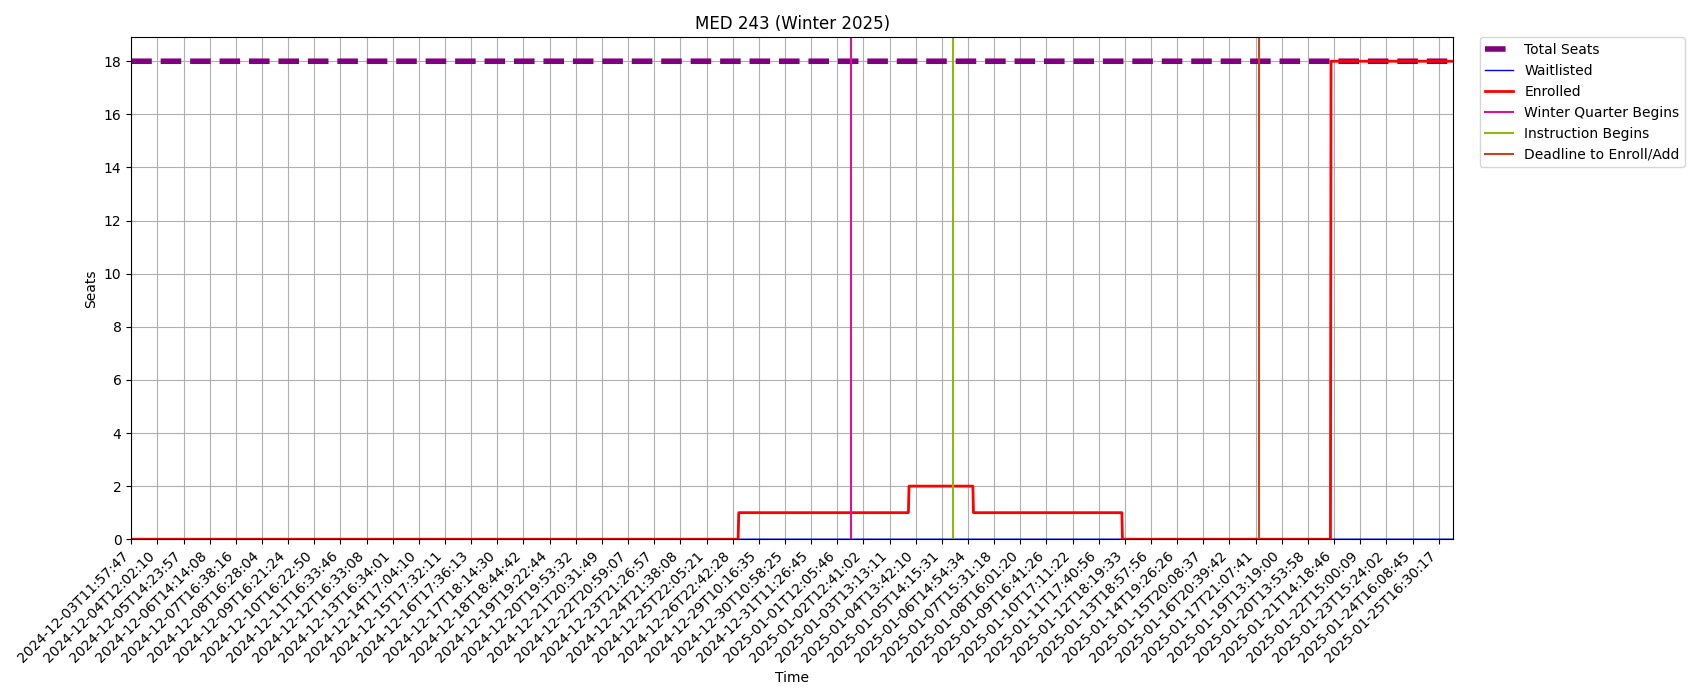 MED 243 (Winter 2025)
Total Seats
Waitlisted
Enrolled
Winter Quarter Begins
Instruction Begins
Deadline to Enroll/Add
Seats
18
16
14
12
10
8
6
4
2
0
2024-12-03T11:57:47
2024-12-04T12:02:10
2024-12-05T14:23:57
2024-12-06T14:14:08
2024-12-07T16:38:16
2024-12-08T16:28:04
2024-12-09T16:21:24
2024-12-10T16:22:50
2024-12-11T16:33:46
2024-12-12T16:33:08
2024-12-13T16:34:01
2024-12-14T17:04:10
2024-12-15T17:32:11
2024-12-16T17:36:13
2024-12-17T18:14:30
2024-12-18T18:44:42
2024-12-19T19:22:44
2024-12-20T19:53:32
2024-12-21T20:31:49
2024-12-22T20:59:07
2024-12-23T21:26:57
2024-12-24T21:38:08
2024-12-25T22:05:21
2024-12-26T22:42:28
2024-12-29T10:16:35
2024-12-30T10:58:25
2024-12-31T11:26:45
2025-01-01T12:05:46
2025-01-02T12:41:02
2025-01-03T13:13:11
2025-01-04T13:42:10
2025-01-05T14:15:31
2025-01-06T14:54:34
2025-01-07T15:31:18
2025-01-08T16:01:20
2025-01-09T16:41:26
2025-01-10T17:11:22
2025-01-11T17:40:56
2025-01-12T18:19:33
2025-01-13T18:57:56
2025-01-14T19:26:26
2025-01-15T20:08:37
2025-01-16T20:39:42
2025-01-17T21:07:41
2025-01-19T13:19:00
2025-01-20T13:53:58
2025-01-21T14:18:46
2025-01-22T15:00:09
2025-01-23T15:24:02
2025-01-24T16:08:45
2025-01-25T16:30:17
Time